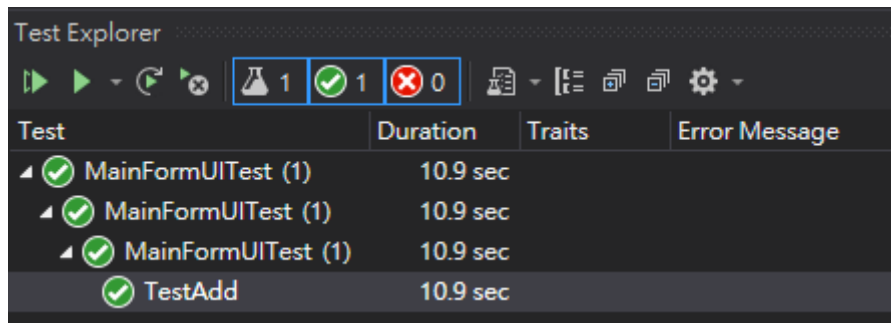 Test Explorer
1 1 0
Test Duration Traits Error Message
MainFormUITest (1) 10.9 sec
MainFormUITest (1) 10.9 sec
MainFormUITest (1) 10.9 sec
TestAdd 10.9 sec